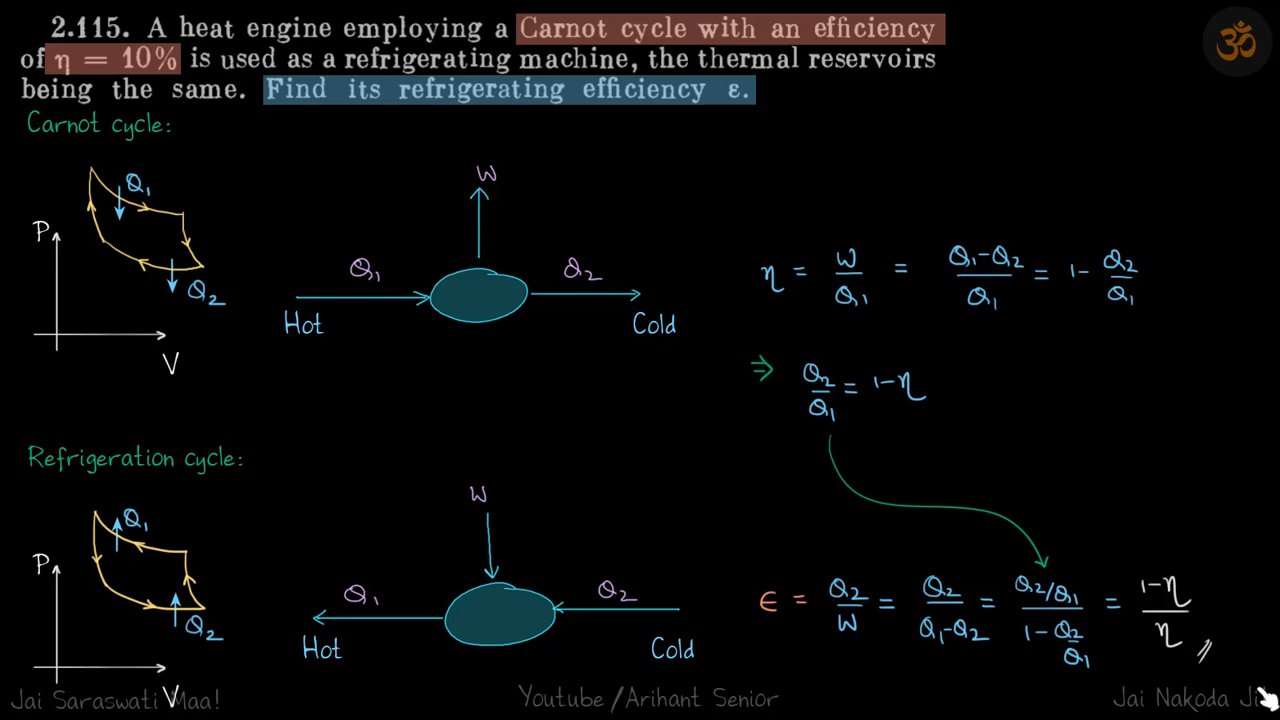 2.115. A heat engine employing a Carnot cycle with an efficiency
of η = 10% is used as a refrigerating machine, the thermal reservoirs
being the same. Find its refrigerating efficiency ε.
ॐ
Carnot cycle:
P
V
Q₁
Q₂
W
Q₁
Q₂
Hot
Cold
η = W/Q₁ = (Q₁-Q₂)/Q₁ = 1 - Q₂/Q₁
⇒ Q₂/Q₁ = 1-η
Refrigeration cycle:
P
V
Q₁
Q₂
W
Q₁
Q₂
Hot
Cold
ϵ = Q₂/W = Q₂/(Q₁-Q₂) = (Q₂/Q₁)/(1 - Q₂/Q₁) = (1-η)/η //
Jai Saraswati Maa!
Youtube/Arihant Senior
Jai Nakoda Ji